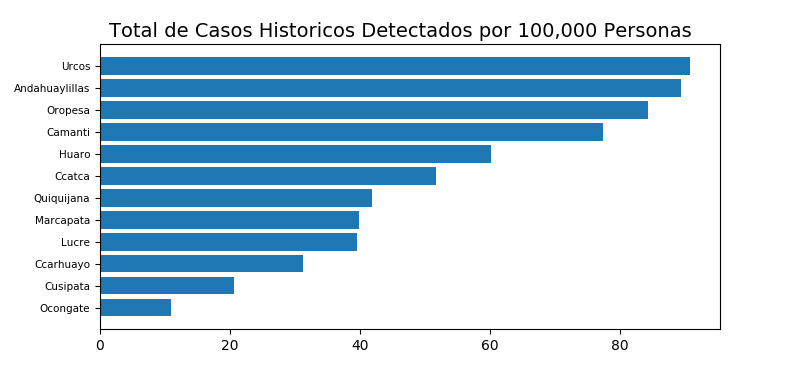 Total de Casos Historicos Detectados por 100,000 Personas
Urcos
Andahuaylillas
Oropesa
Camanti
Huaro
Ccatca
Quiquijana
Marcapata
Lucre
Ccarhuayo
Cusipata
Ocongate
0 20 40 60 80